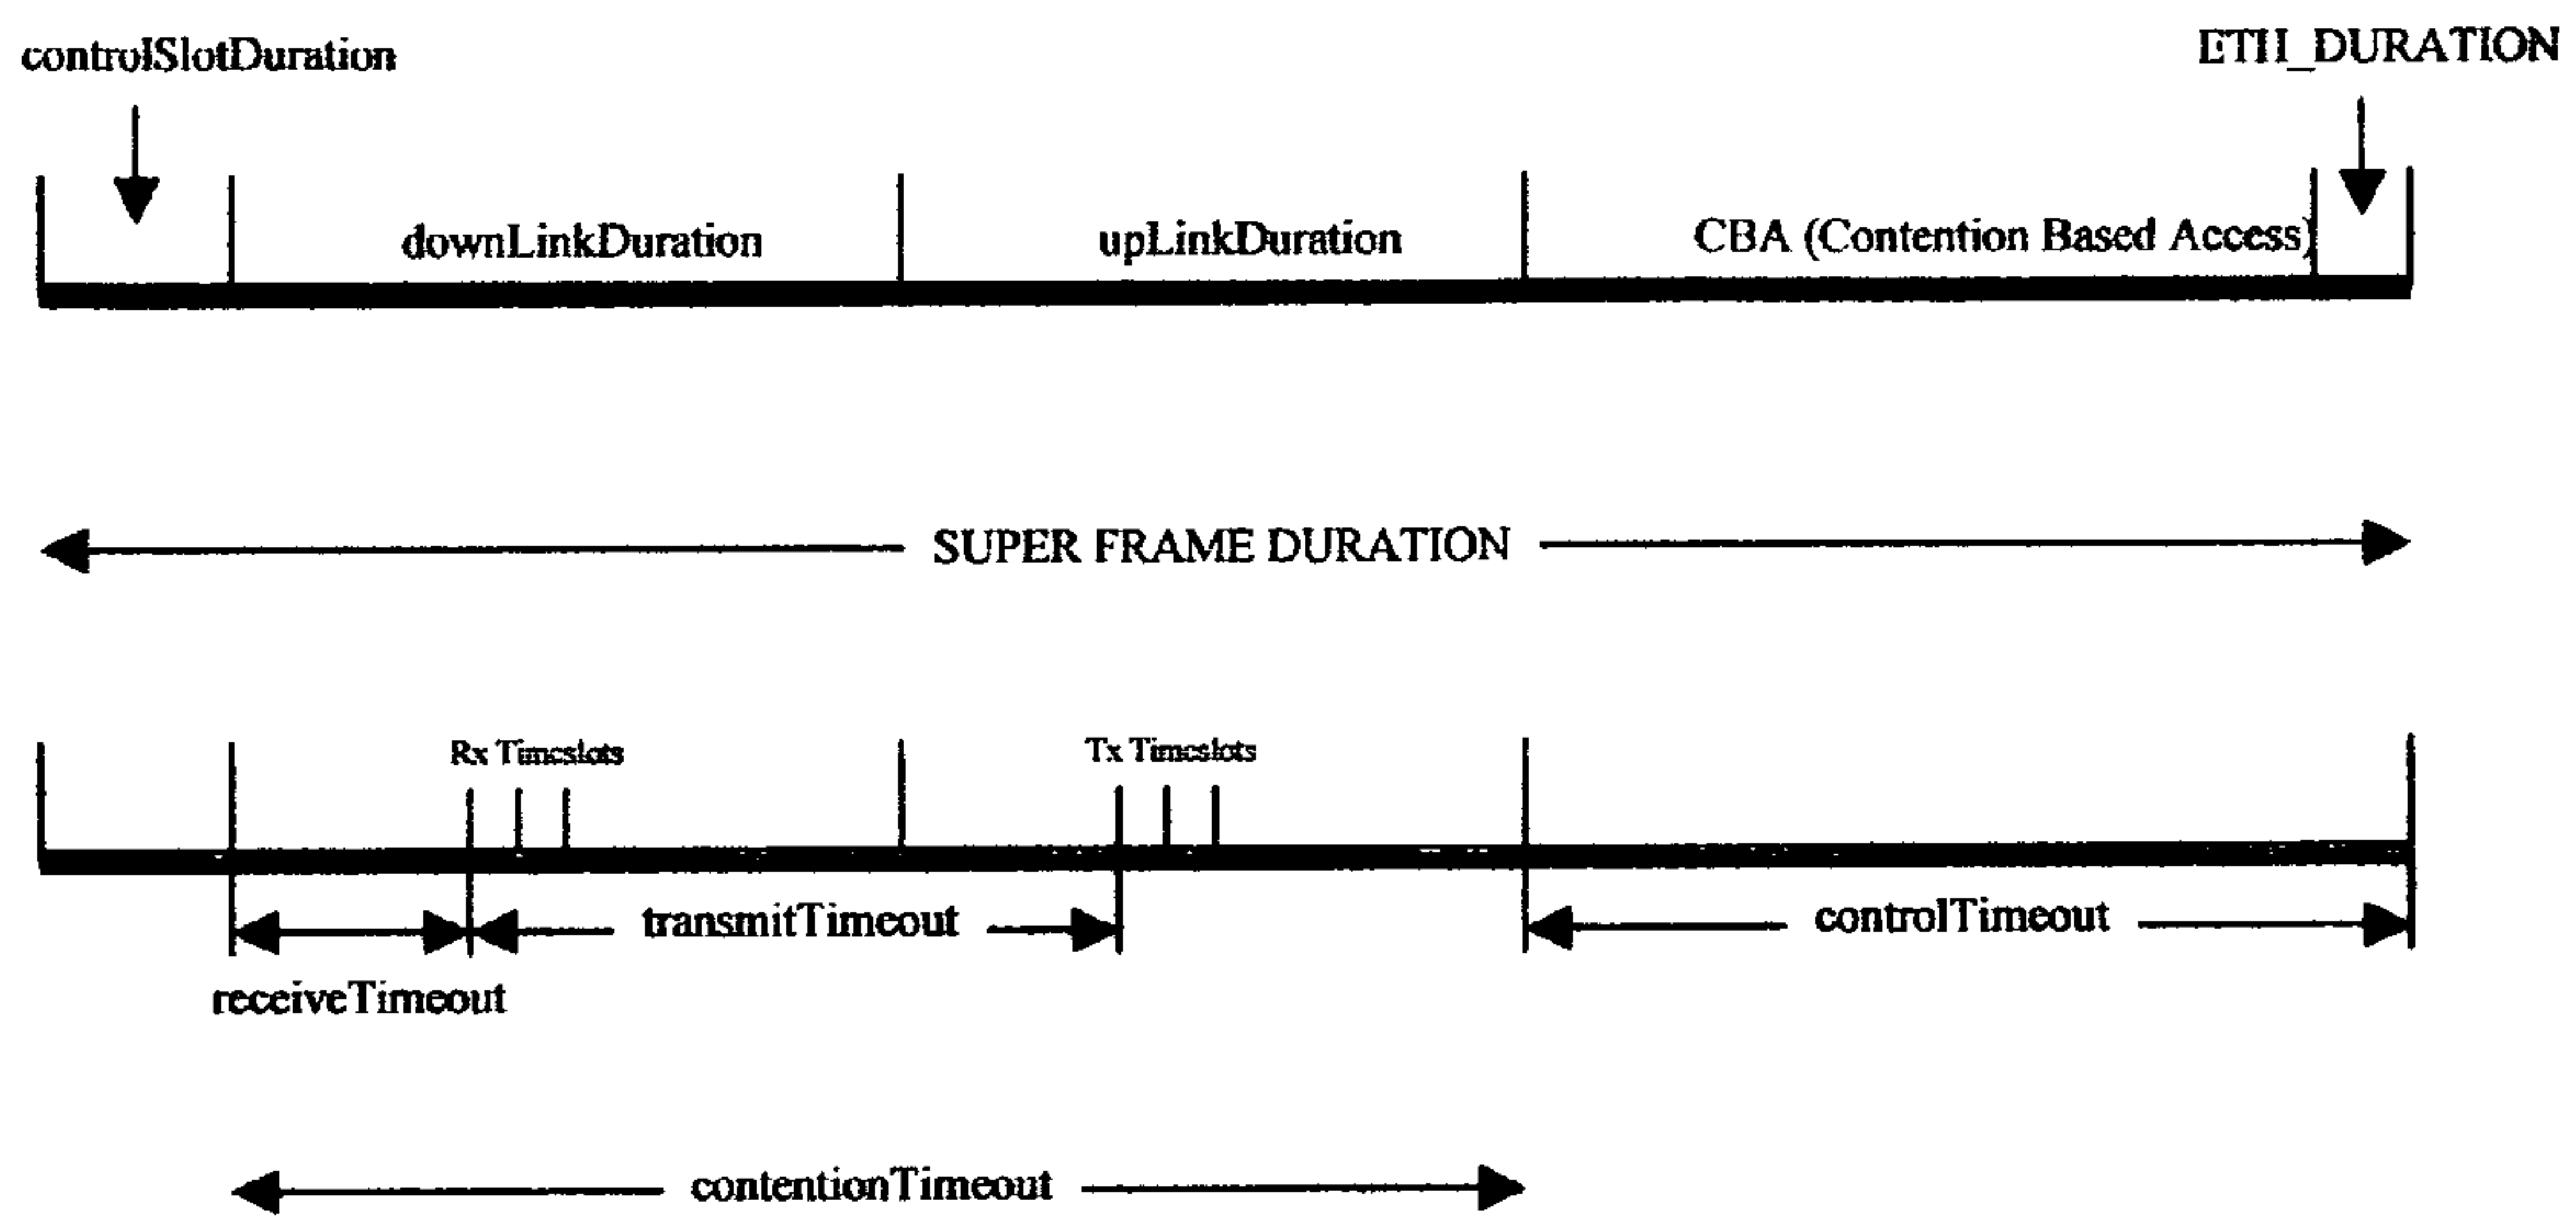 controlSlotDuration
ETH_DURATION
downLinkDuration
upLinkDuration
CBA (Contention Based Access)
SUPER FRAME DURATION
Rx Timeslots
Tx Timeslots
transmitTimeout
controlTimeout
receiveTimeout
contentionTimeout